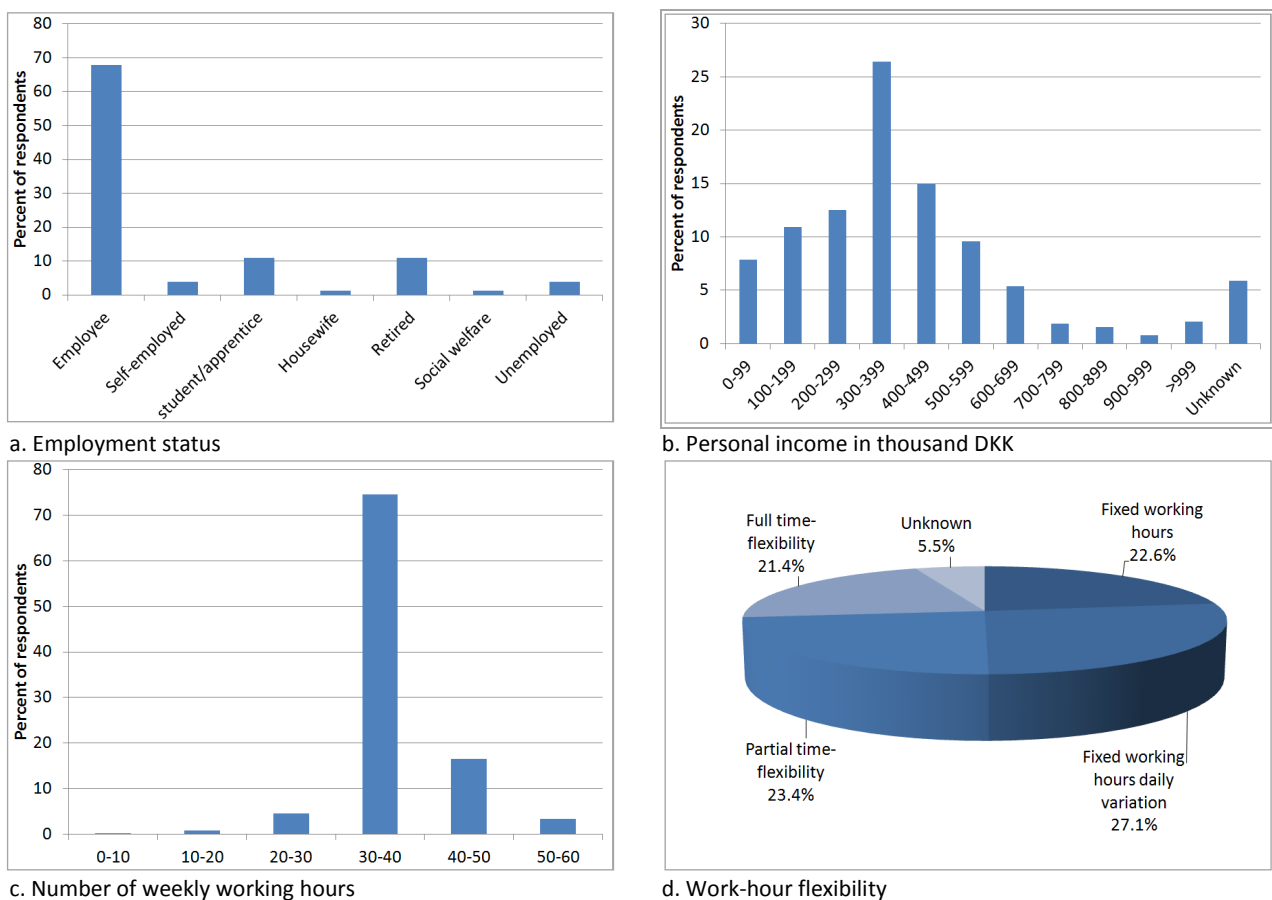 Percent of respondents
80
70
60
50
40
30
20
10
0
Employee
Self-employed
student/apprentice
Housewife
Retired
Social welfare
Unemployed
a. Employment status
Percent of respondents
30
25
20
15
10
5
0
0-99
100-199
200-299
300-399
400-499
500-599
600-699
700-799
800-899
900-999
>999
Unknown
b. Personal income in thousand DKK
Percent of respondents
80
70
60
50
40
30
20
10
0
0-10
10-20
20-30
30-40
40-50
50-60
c. Number of weekly working hours
Full time-
flexibility
21.4%
Unknown
5.5%
Fixed working
hours
22.6%
Partial time-
flexibility
23.4%
Fixed working
hours daily
variation
27.1%
d. Work-hour flexibility